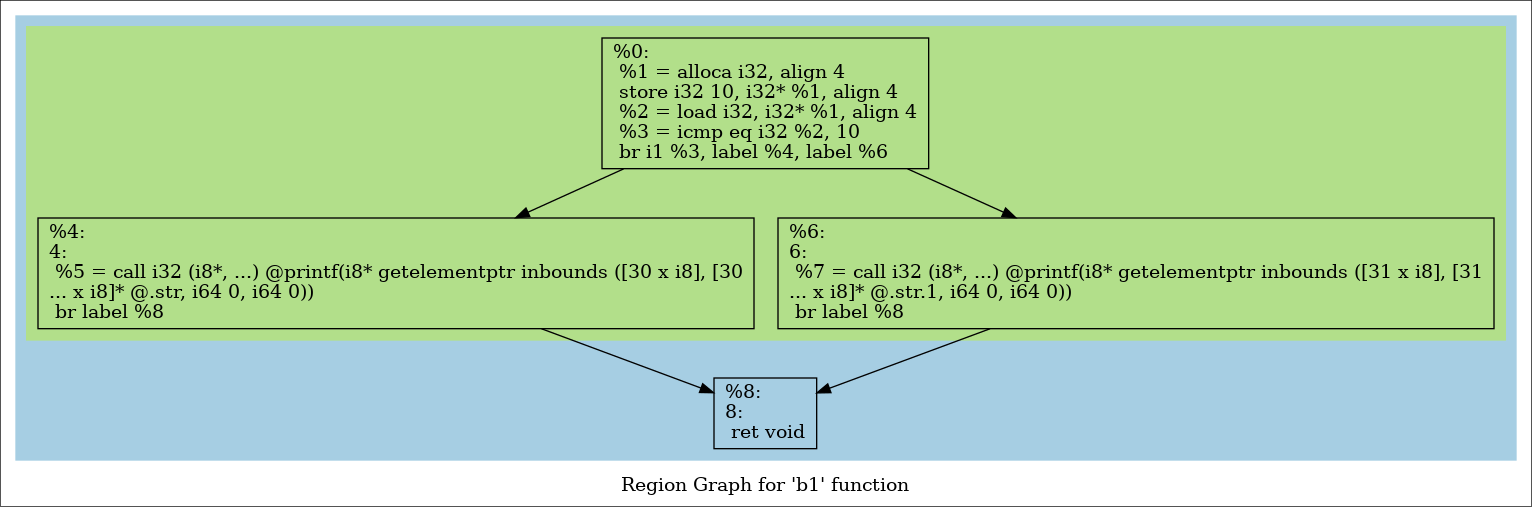 %0:
%1 = alloca i32, align 4
store i32 10, i32* %1, align 4
%2 = load i32, i32* %1, align 4
%3 = icmp eq i32 %2, 10
br i1 %3, label %4, label %6
%4:
4:
%5 = call i32 (i8*, ...) @printf(i8* getelementptr inbounds ([30 x i8], [30
... x i8]* @.str, i64 0, i64 0))
br label %8
%6:
6:
%7 = call i32 (i8*, ...) @printf(i8* getelementptr inbounds ([31 x i8], [31
... x i8]* @.str.1, i64 0, i64 0))
br label %8
%8:
8:
ret void
Region Graph for 'b1' function